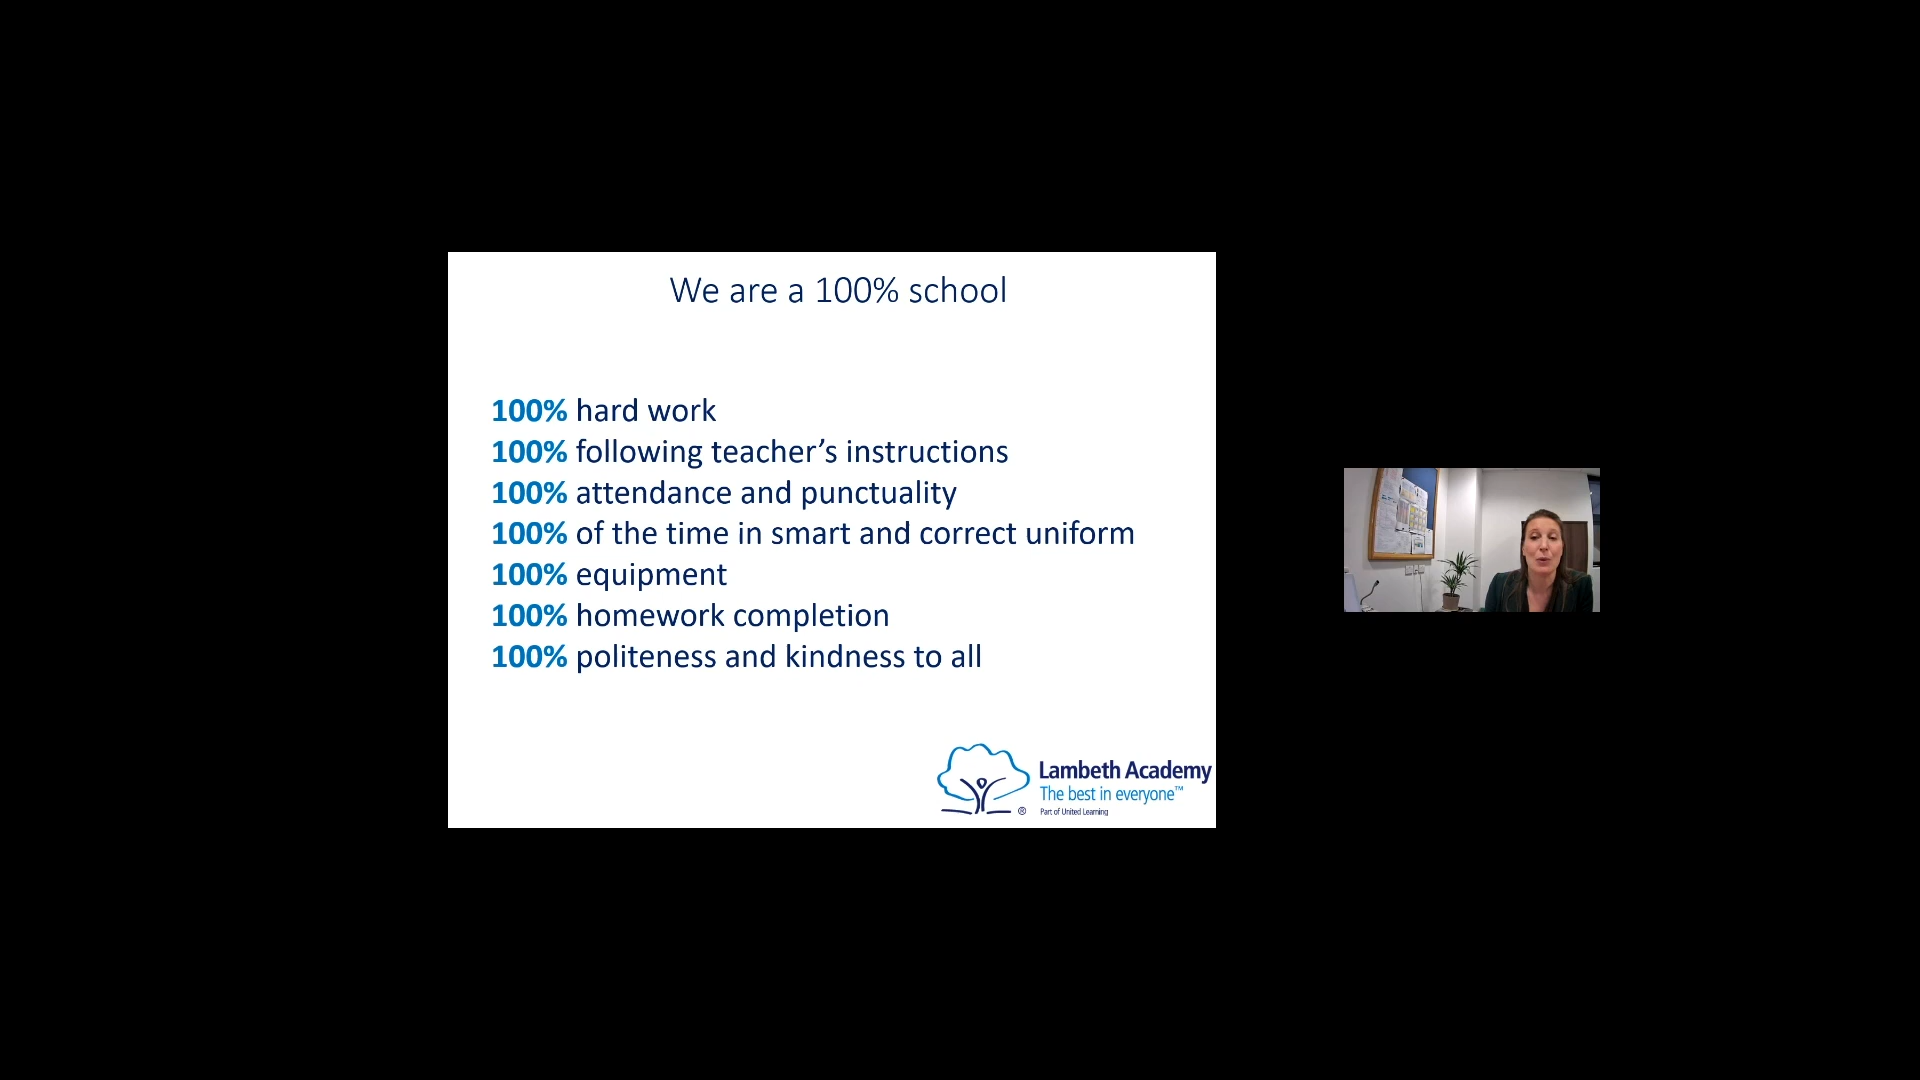 We are a 100% school
100% hard work
100% following teacher’s instructions
100% attendance and punctuality
100% of the time in smart and correct uniform
100% equipment
100% homework completion
100% politeness and kindness to all
Lambeth Academy
The best in everyone™
® Part of United Learning